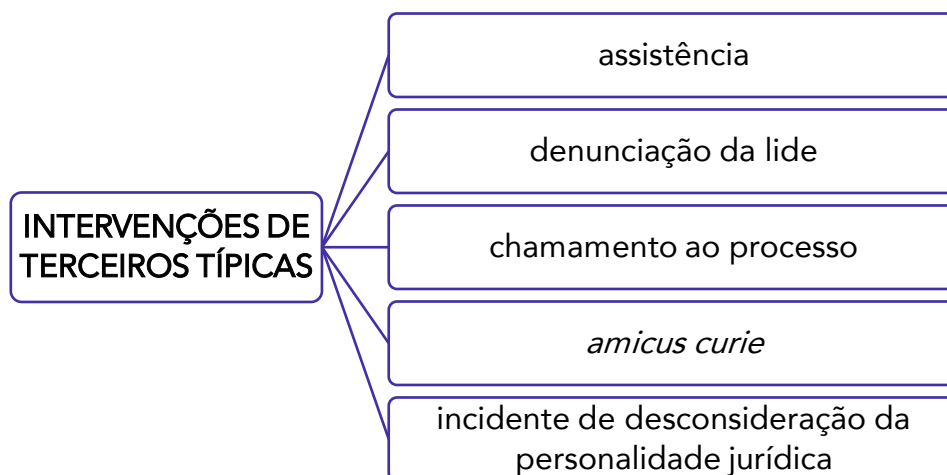 assistência
denunciação da lide
INTERVENÇÕES DE
TERCEIROS TÍPICAS
chamamento ao processo
amicus curie
incidente de desconsideração da
personalidade jurídica